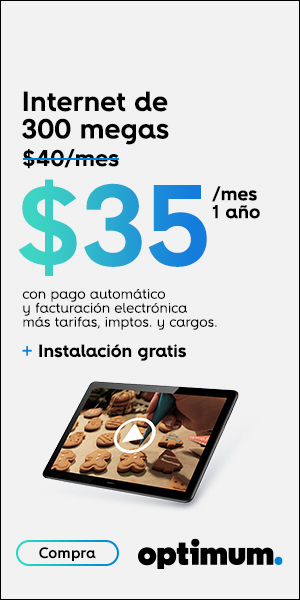 Internet de
300 megas
$40/mes
$35 /mes
1 año
con pago automático
y facturación electrónica
más tarifas, imptos. y cargos.
+ Instalación gratis
Compra
optimum.